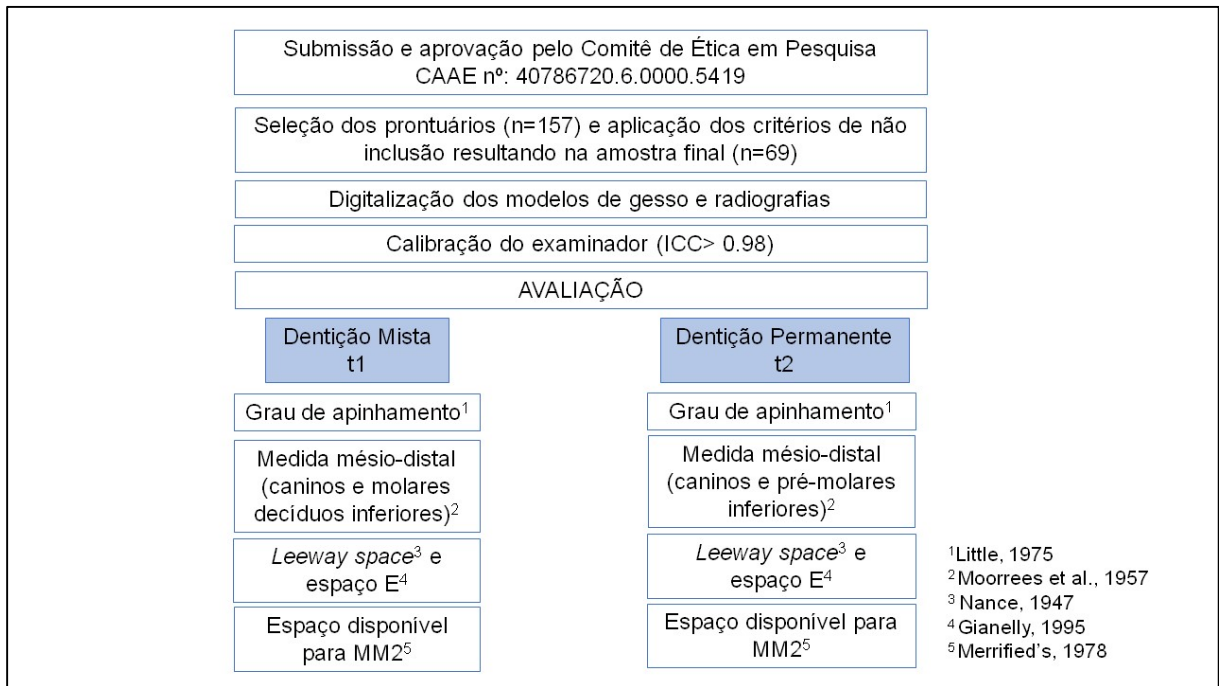 Submissão e aprovação pelo Comitê de Ética em Pesquisa
CAAE nº: 40786720.6.0000.5419
Seleção dos prontuários (n=157) e aplicação dos critérios de não
inclusão resultando na amostra final (n=69)
Digitalização dos modelos de gesso e radiografias
Calibração do examinador (ICC> 0.98)
AVALIAÇÃO
Dentição Mista
t1
Grau de apinhamento¹
Medida mésio-distal
(caninos e molares
decíduos inferiores)²
Leeway space³ e
espaço E⁴
Espaço disponível
para MM2⁵
Dentição Permanente
t2
Grau de apinhamento¹
Medida mésio-distal
(caninos e pré-molares
inferiores)²
Leeway space³ e
espaço E⁴
Espaço disponível para
MM2⁵
¹Little, 1975
²Moorrees et al., 1957
³ Nance, 1947
⁴ Gianelly, 1995
⁵Merrified's, 1978